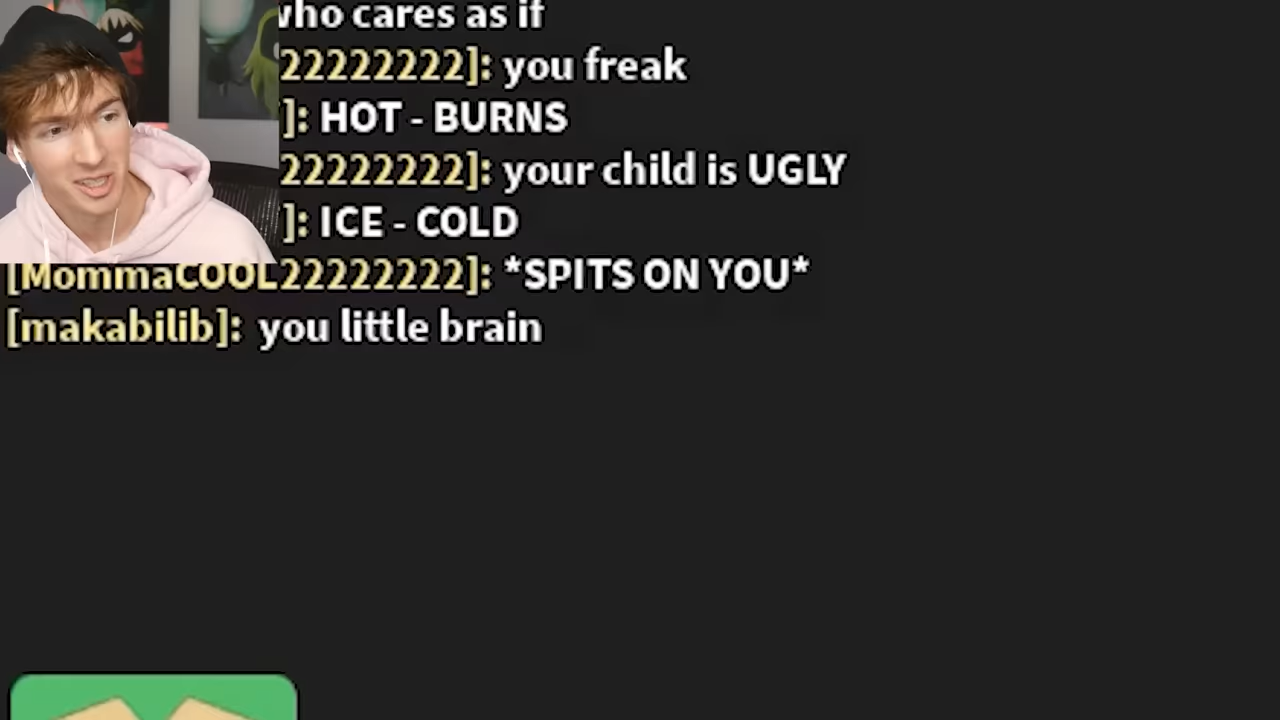 who cares as if
22222222]: you freak
]: HOT - BURNS
22222222]: your child is UGLY
]: ICE - COLD
[MommaCOOL22222222]: *SPITS ON YOU*
[makabilib]: you little brain